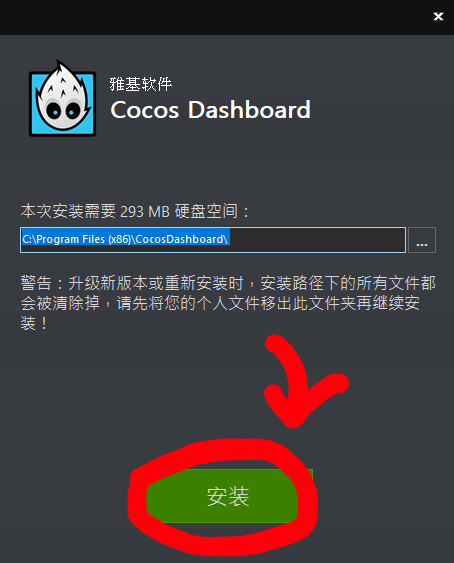 雅基软件
Cocos Dashboard
本次安装需要 293 MB 硬盘空间：
C:\Program Files (x86)\CocosDashboard\
...
警告：升级新版本或重新安装时，安装路径下的所有文件都
会被清除掉，请先将您的个人文件移出此文件夹再继续安
装！
安装